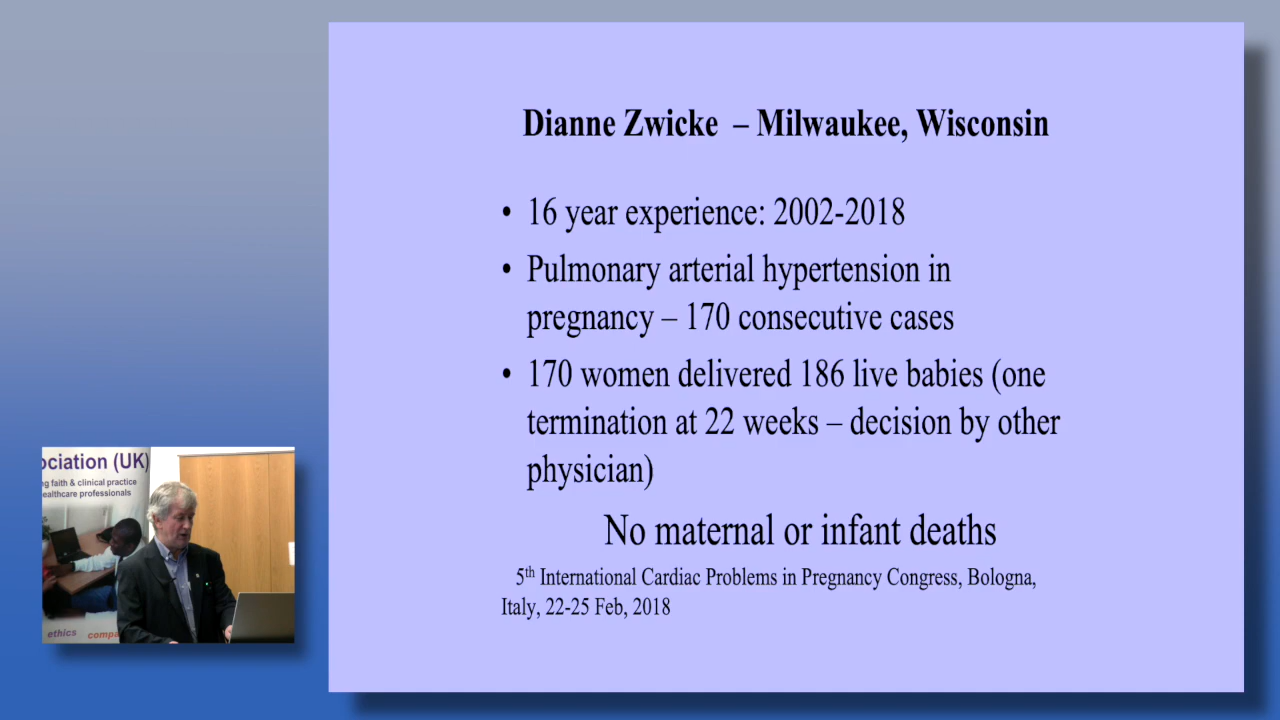 Dianne Zwicke – Milwaukee, Wisconsin
• 16 year experience: 2002-2018
• Pulmonary arterial hypertension in
pregnancy – 170 consecutive cases
• 170 women delivered 186 live babies (one
termination at 22 weeks – decision by other
physician)
No maternal or infant deaths
5th International Cardiac Problems in Pregnancy Congress, Bologna,
Italy, 22-25 Feb, 2018
ociation (UK)
ng faith & clinical practice
ealthcare professionals
ethics compa